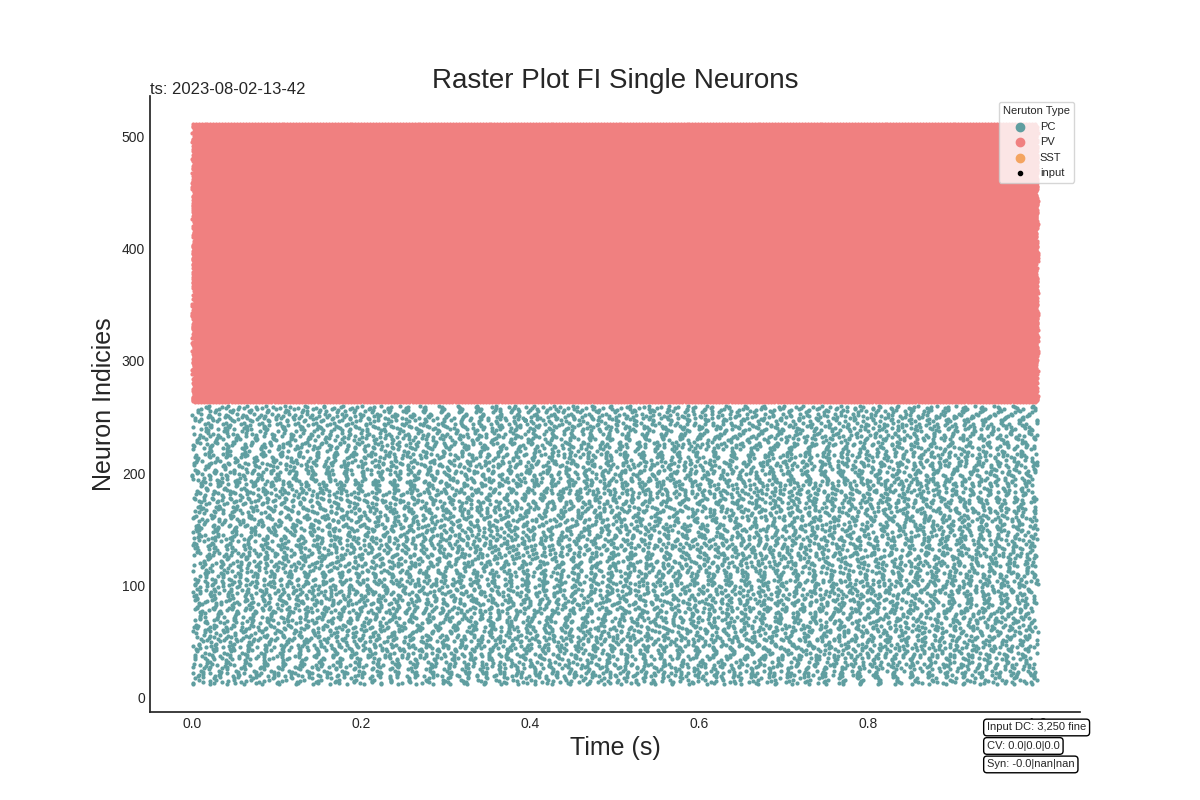 Raster Plot FI Single Neurons
ts: 2023-08-02-13-42
Neruton Type
PC
PV
SST
input
500
400
300
200
100
0
Neuron Indicies
0.0 0.2 0.4 0.6 0.8
Time (s)
Input DC: 3,250 fine
CV: 0.0|0.0|0.0
Syn: -0.0|nan|nan